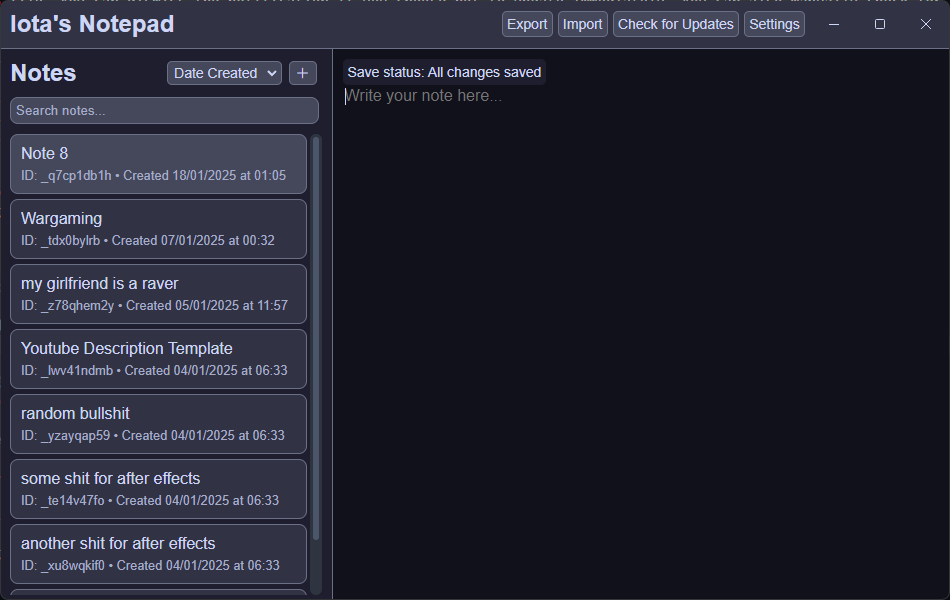 Iota's Notepad
Export Import Check for Updates Settings
Notes
Date Created
+
Search notes...
Note 8
ID: _q7cp1db1h • Created 18/01/2025 at 01:05
Wargaming
ID: _tdx0bylrb • Created 07/01/2025 at 00:32
my girlfriend is a raver
ID: _z78qhem2y • Created 05/01/2025 at 11:57
Youtube Description Template
ID: _lwv41ndmb • Created 04/01/2025 at 06:33
random bullshit
ID: _yzayqap59 • Created 04/01/2025 at 06:33
some shit for after effects
ID: _te14v47fo • Created 04/01/2025 at 06:33
another shit for after effects
ID: _xu8wqkif0 • Created 04/01/2025 at 06:33
Save status: All changes saved
Write your note here...